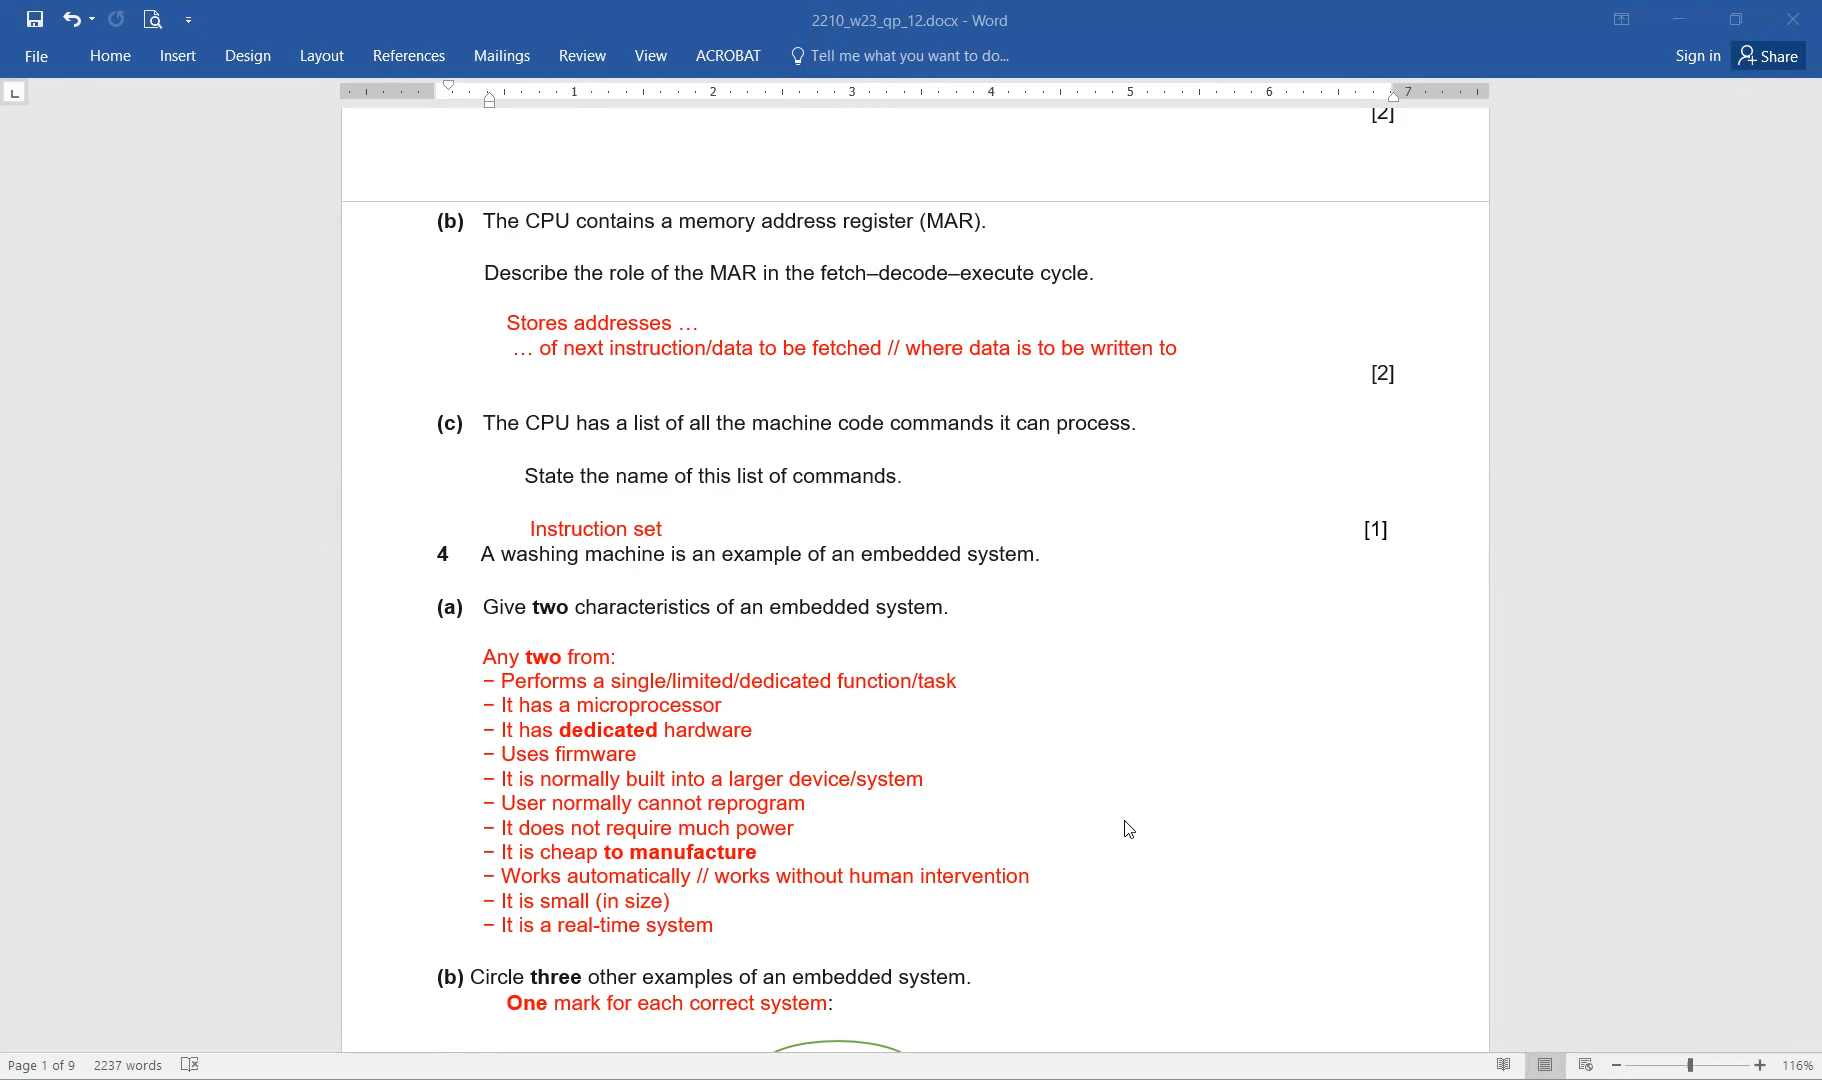 2210_w23_qp_12.docx - Word
File Home Insert Design Layout References Mailings Review View ACROBAT Tell me what you want to do... Sign in Share
L 1 2 3 4 5 6 7
[2]
(b) The CPU contains a memory address register (MAR).
Describe the role of the MAR in the fetch–decode–execute cycle.
Stores addresses …
… of next instruction/data to be fetched // where data is to be written to
[2]
(c) The CPU has a list of all the machine code commands it can process.
State the name of this list of commands.
Instruction set [1]
4 A washing machine is an example of an embedded system.
(a) Give two characteristics of an embedded system.
Any two from:
– Performs a single/limited/dedicated function/task
– It has a microprocessor
– It has dedicated hardware
– Uses firmware
– It is normally built into a larger device/system
– User normally cannot reprogram
– It does not require much power
– It is cheap to manufacture
– Works automatically // works without human intervention
– It is small (in size)
– It is a real-time system
(b) Circle three other examples of an embedded system.
One mark for each correct system:
Page 1 of 9 2237 words 116%